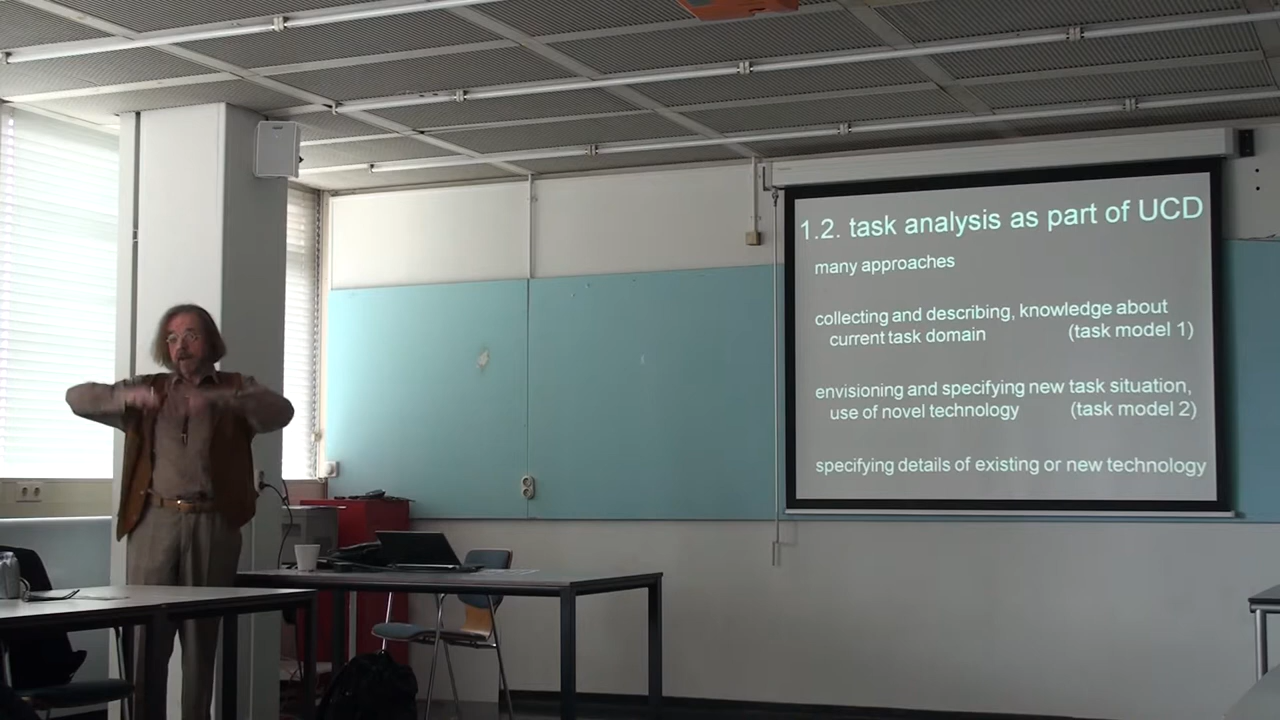 1.2. task analysis as part of UCD
many approaches
collecting and describing, knowledge about
current task domain (task model 1)
envisioning and specifying new task situation,
use of novel technology (task model 2)
specifying details of existing or new technology